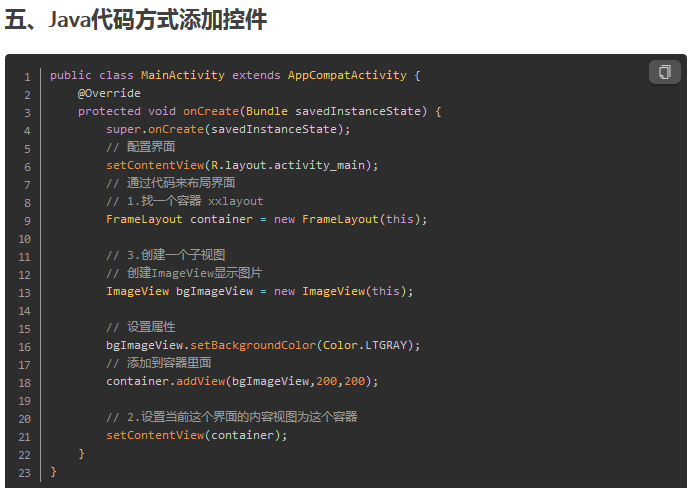 五、Java代码方式添加控件
1 public class MainActivity extends AppCompatActivity {
2     @Override
3     protected void onCreate(Bundle savedInstanceState) {
4         super.onCreate(savedInstanceState);
5         // 配置界面
6         setContentView(R.layout.activity_main);
7         // 通过代码来布局界面
8         // 1.找一个容器 xxlayout
9         FrameLayout container = new FrameLayout(this);
10
11         // 3.创建一个子视图
12         // 创建ImageView显示图片
13         ImageView bgImageView = new ImageView(this);
14
15         // 设置属性
16         bgImageView.setBackgroundColor(Color.LTGRAY);
17         // 添加到容器里面
18         container.addView(bgImageView,200,200);
19
20         // 2.设置当前这个界面的内容视图为这个容器
21         setContentView(container);
22     }
23 }